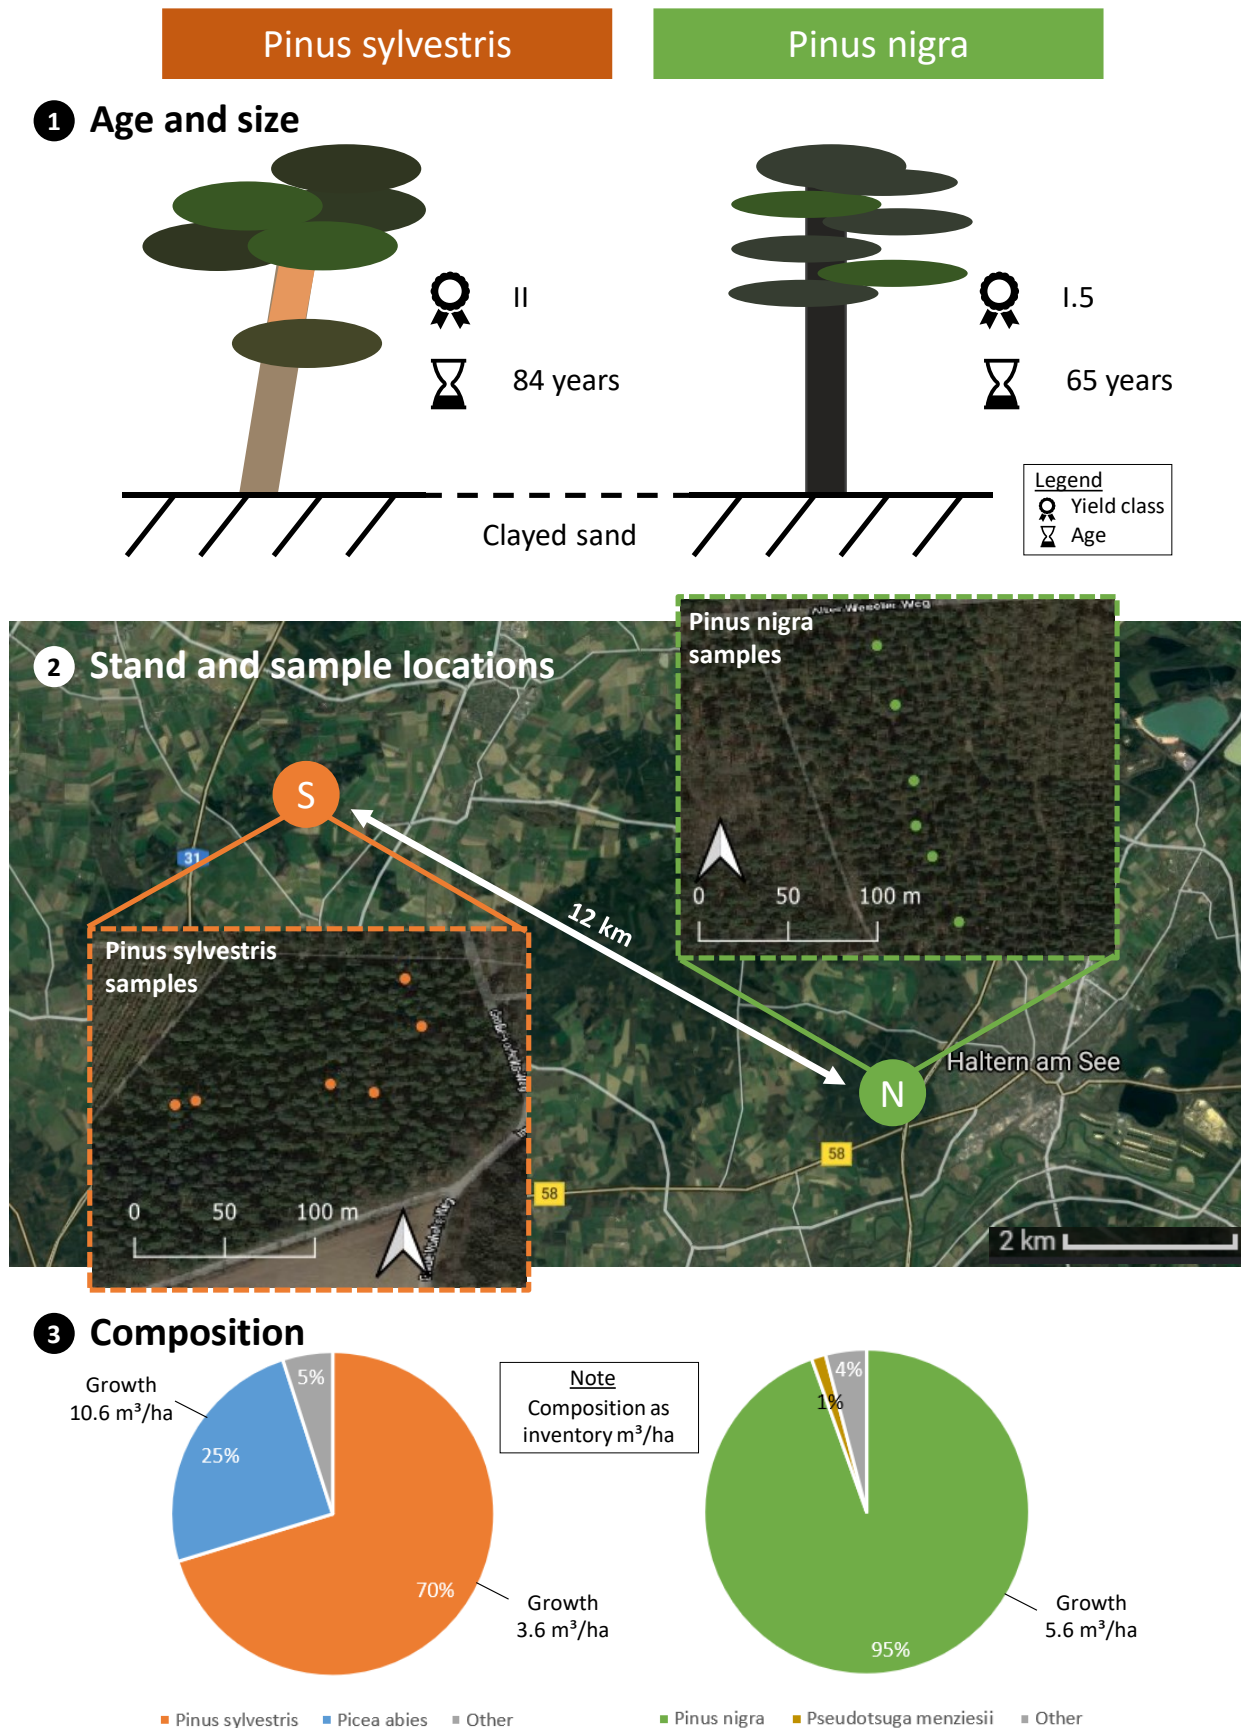 Pinus sylvestris
Pinus nigra
1 Age and size
II
84 years
I.5
65 years
Legend
Yield class
Age
Clayed sand
2 Stand and sample locations
Pinus nigra
samples
Alter Weseler Weg
0 50 100 m
S
31
12 km
Pinus sylvestris
samples
0 50 100 m
N
Haltern am See
58
58
2 km
3 Composition
Growth
10.6 m³/ha
5%
25%
70%
Growth
3.6 m³/ha
Note
Composition as
inventory m³/ha
4%
1%
95%
Growth
5.6 m³/ha
Pinus sylvestris Picea abies Other
Pinus nigra Pseudotsuga menziesii Other